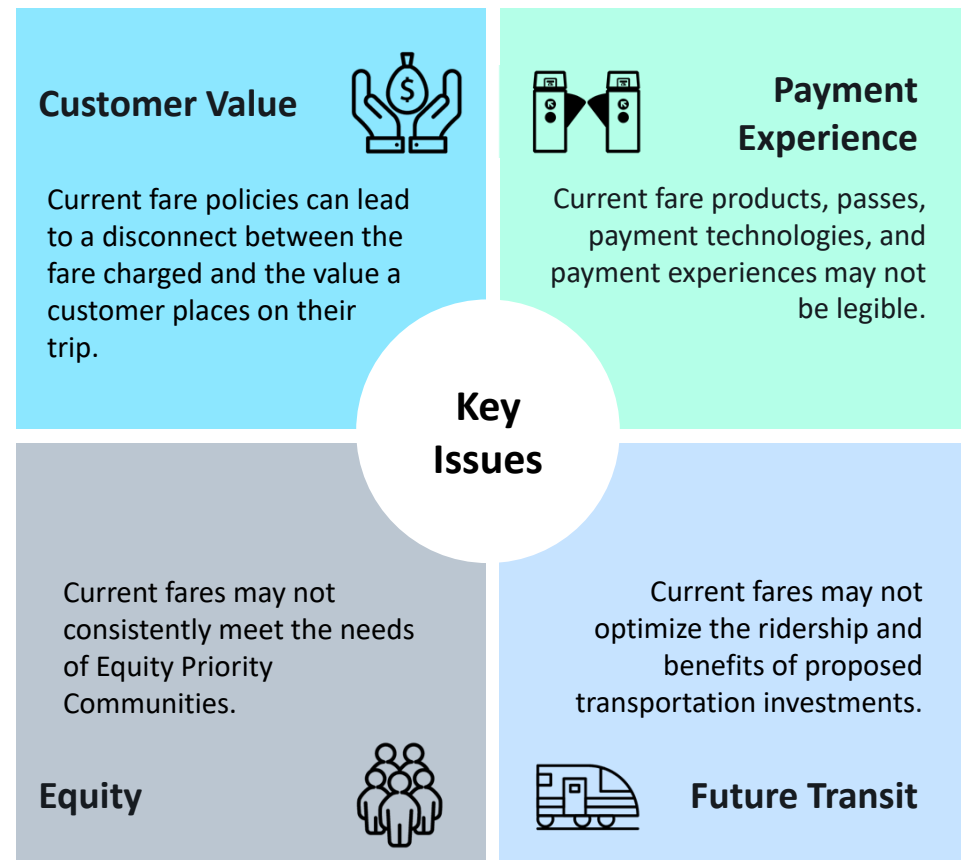 Customer Value
$
Current fare policies can lead
to a disconnect between the
fare charged and the value a
customer places on their
trip.
Payment
Experience
Current fare products, passes,
payment technologies, and
payment experiences may not
be legible.
Key
Issues
Current fares may not
consistently meet the needs
of Equity Priority
Communities.
Equity
Current fares may not
optimize the ridership and
benefits of proposed
transportation investments.
Future Transit